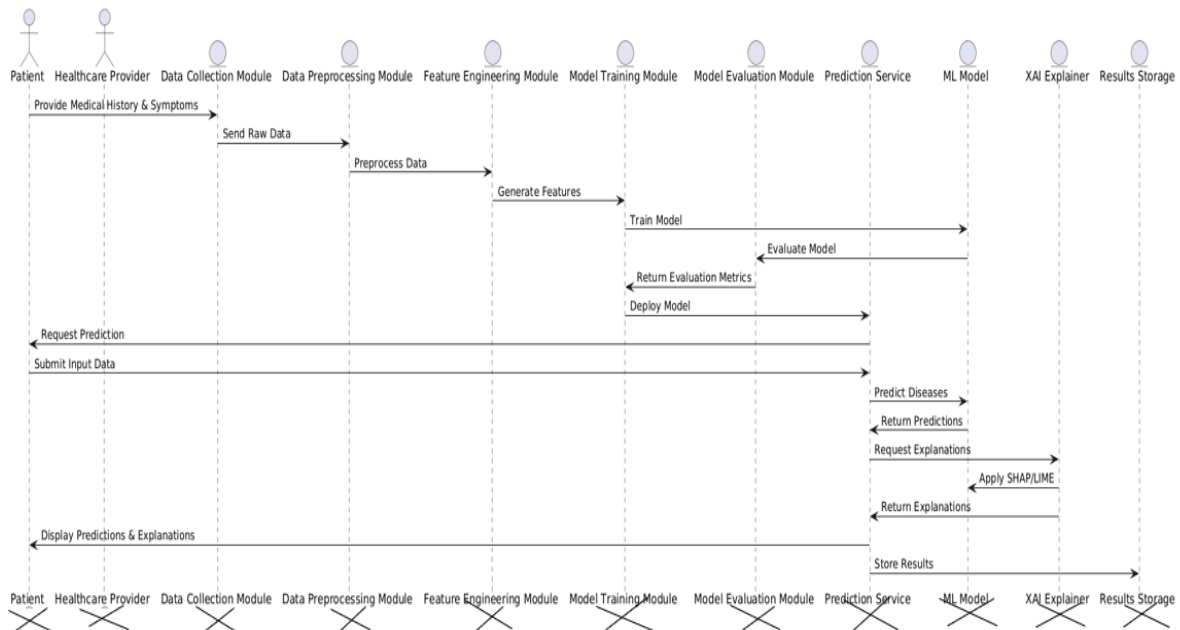 Patient Healthcare Provider Data Collection Module Data Preprocessing Module Feature Engineering Module Model Training Module Model Evaluation Module Prediction Service ML Model XAI Explainer Results Storage
Provide Medical History & Symptoms
Send Raw Data
Preprocess Data
Generate Features
Train Model
Evaluate Model
Return Evaluation Metrics
Deploy Model
Request Prediction
Submit Input Data
Predict Diseases
Return Predictions
Request Explanations
Apply SHAP/LIME
Return Explanations
Display Predictions & Explanations
Store Results
Patient Healthcare Provider Data Collection Module Data Preprocessing Module Feature Engineering Module Model Training Module Model Evaluation Module Prediction Service ML Model XAI Explainer Results Storage